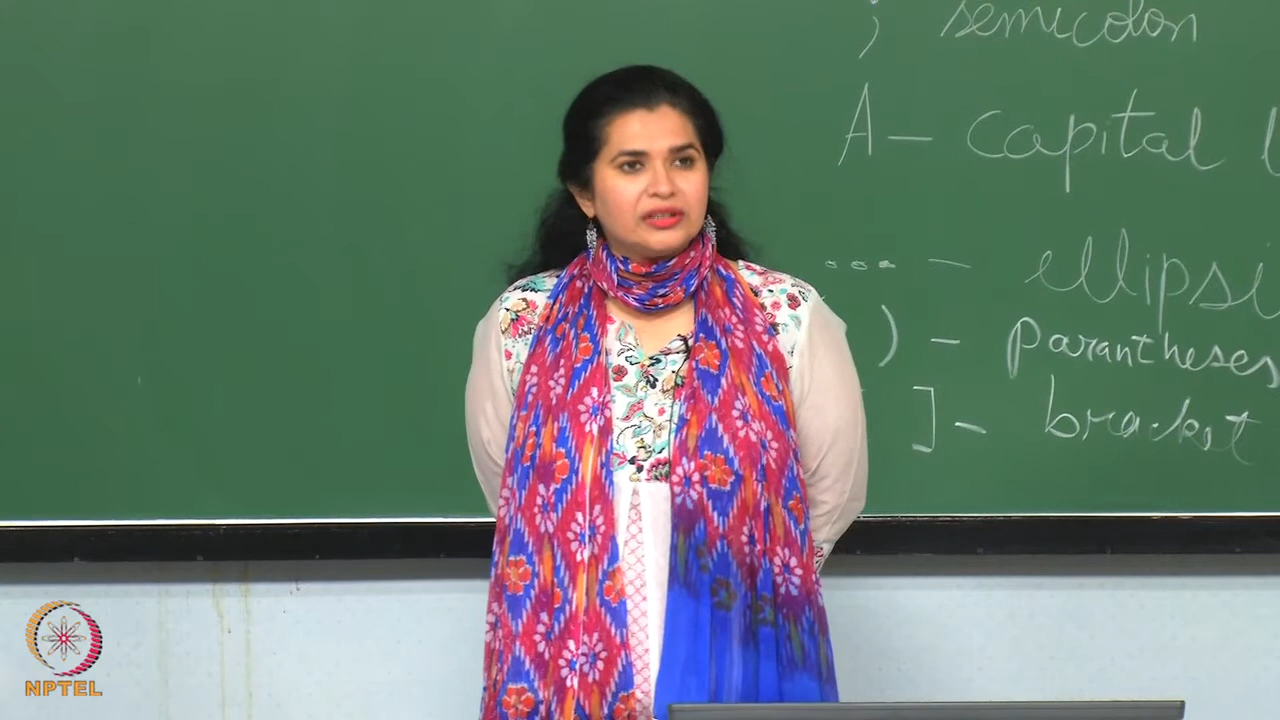 ; semicolon
A - capital l
... - ellipsi
) - parantheses
] - bracket
NPTEL